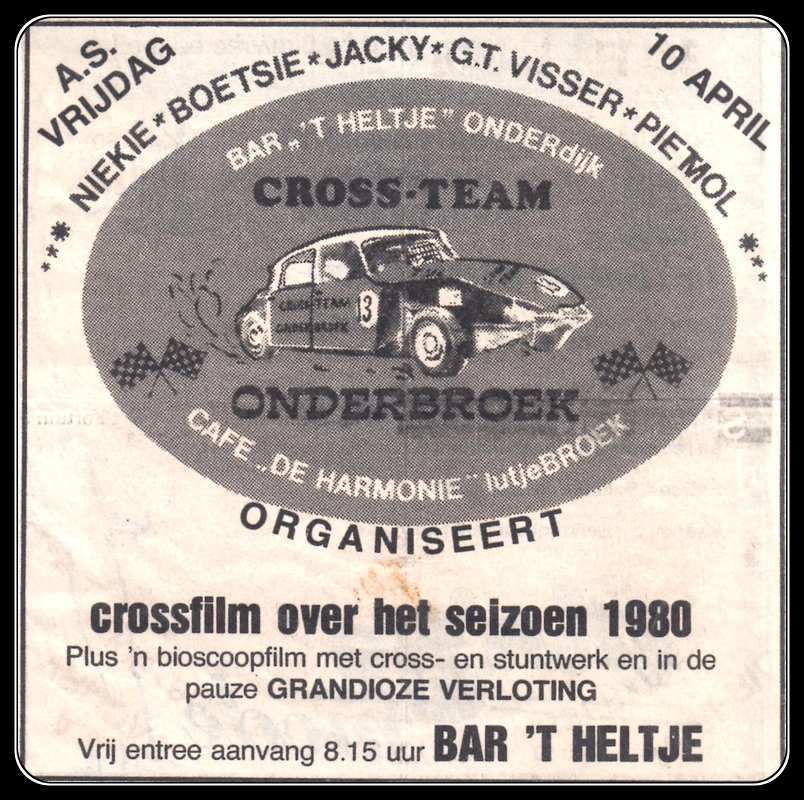 A.S.
VRIJDAG
10 APRIL
***NIEKIE*BOETSIE*JACKY*G.T. VISSER*PIETMOL***
BAR „'T HELTJE" ONDERdijk
CROSS-TEAM
CROSS-TEAM
ONDERBROEK
3
ONDERBROEK
CAFE „DE HARMONIE" lutjeBROEK
ORGANISEERT
crossfilm over het seizoen 1980
Plus 'n bioscoopfilm met cross- en stuntwerk en in de
pauze GRANDIOZE VERLOTING
Vrij entree aanvang 8.15 uur BAR 'T HELTJE